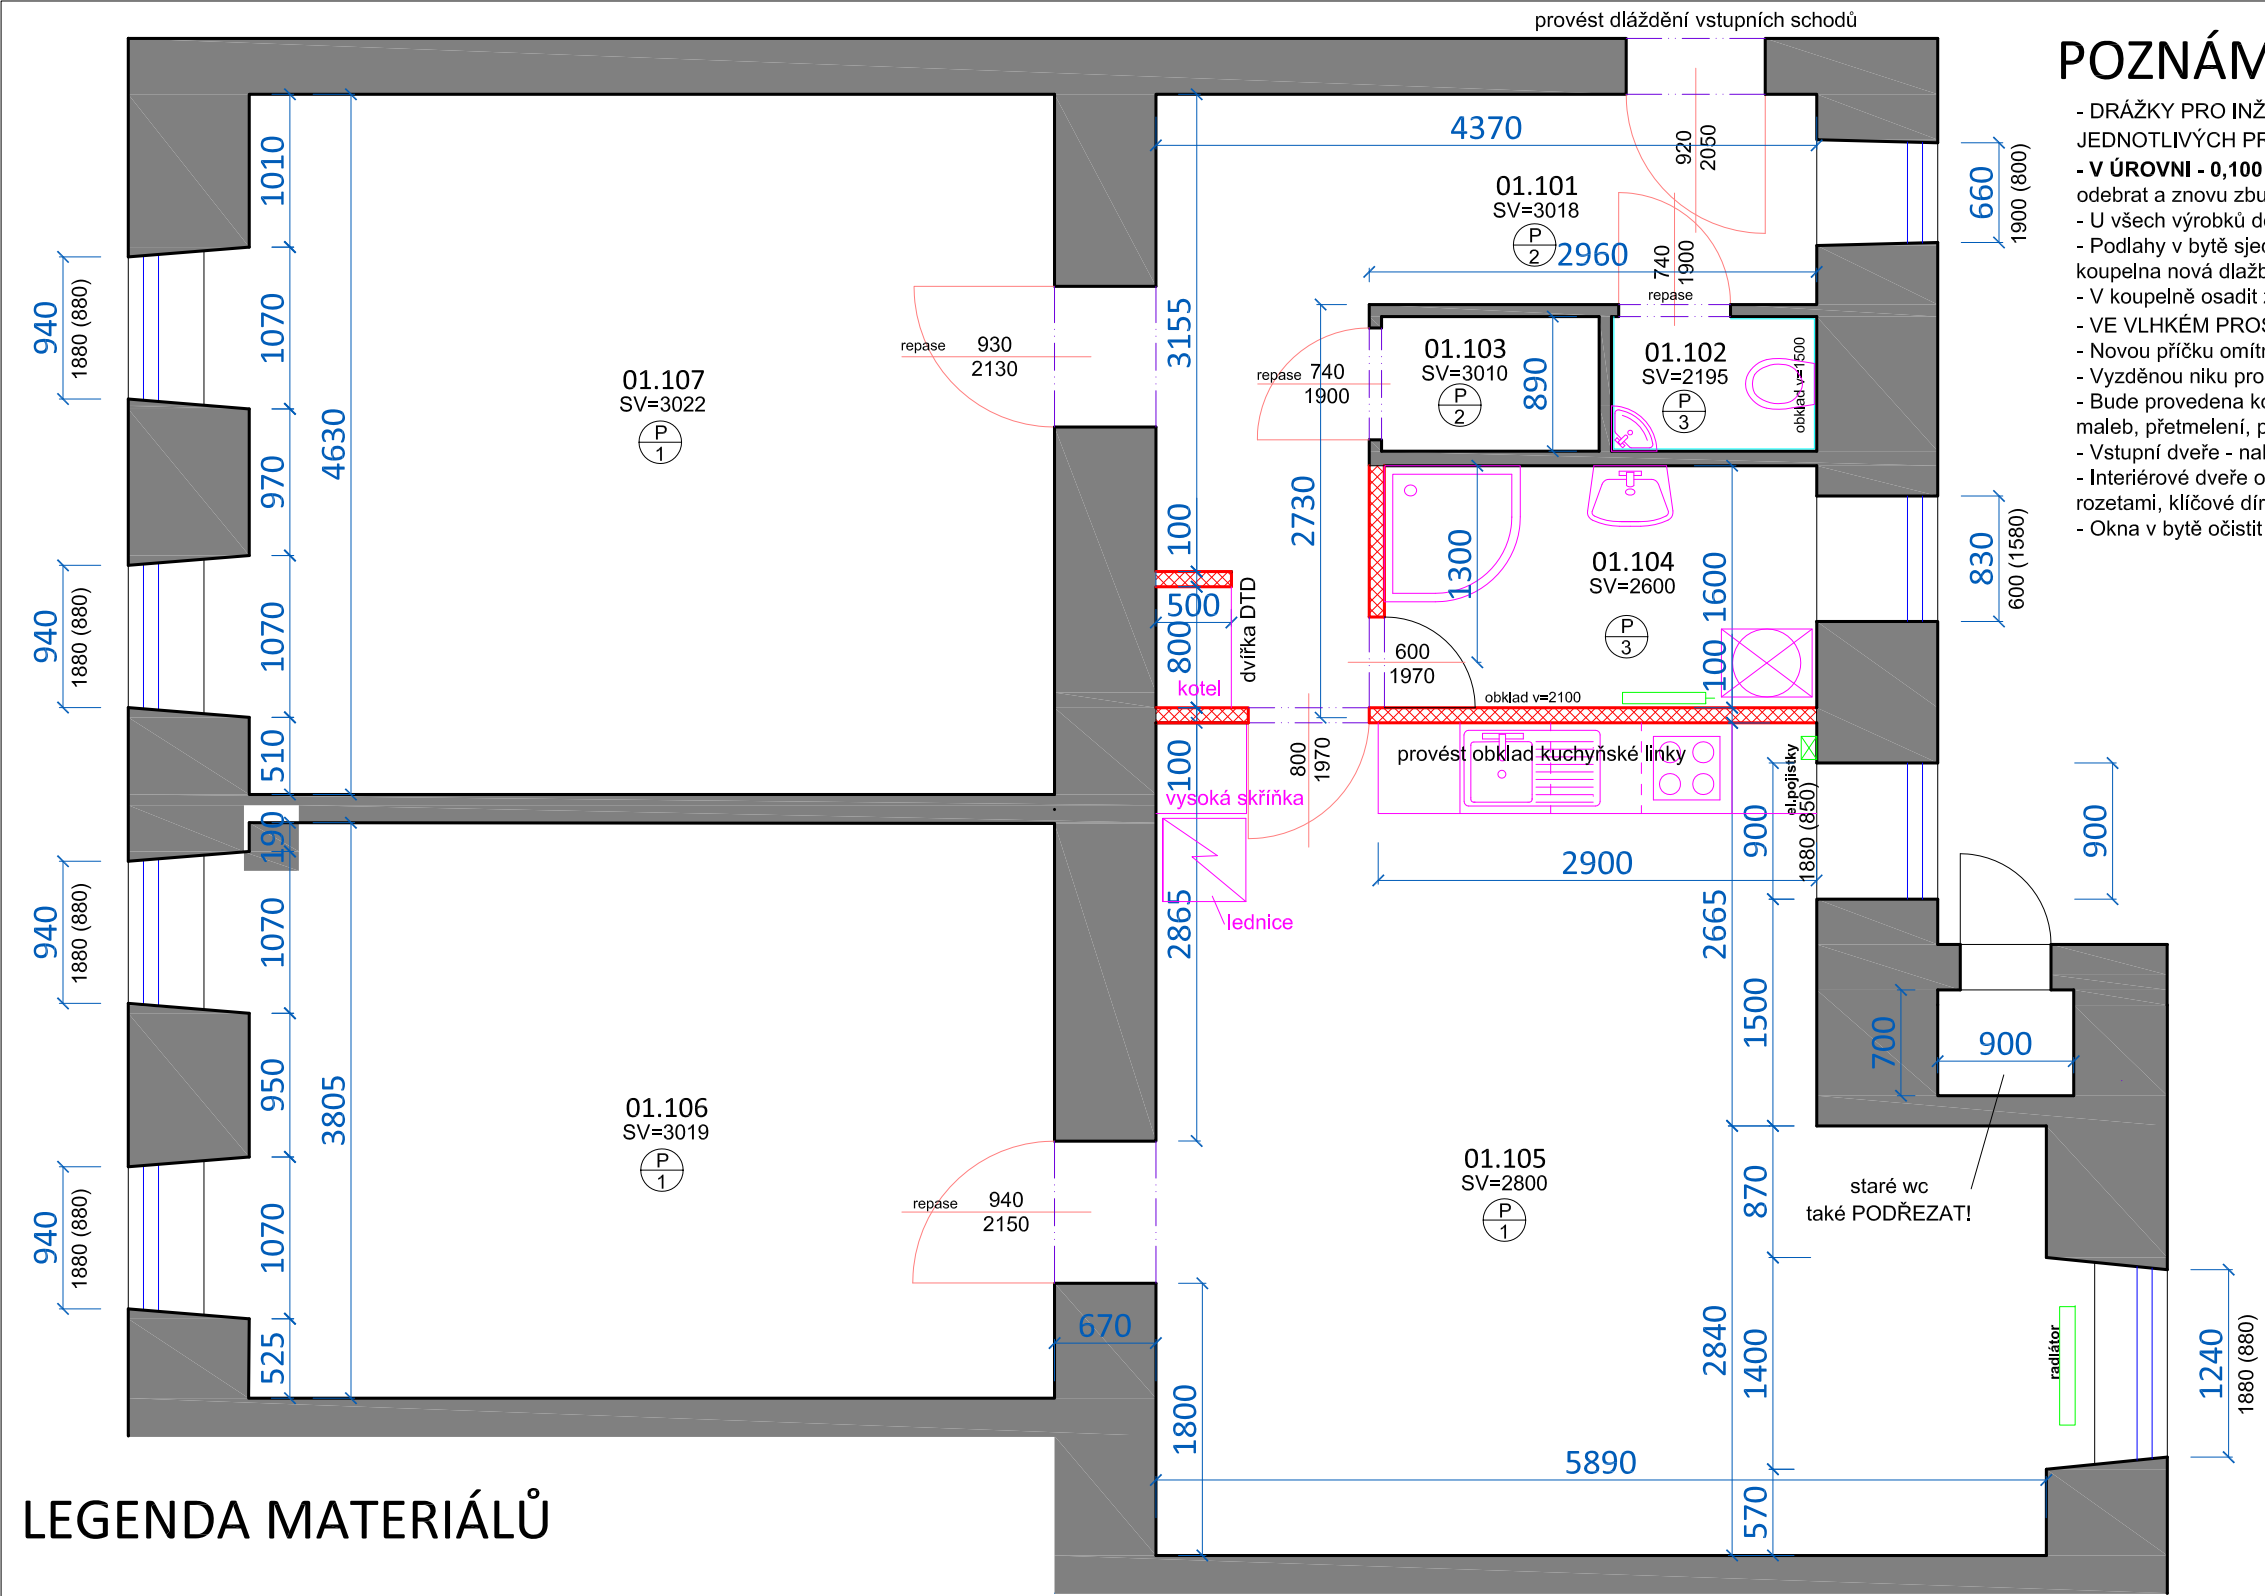 provést dláždění vstupních schodů
POZNÁM
- DRÁŽKY PRO INŽ
JEDNOTLIVÝCH PR
- V ÚROVNI - 0,100
odebrat a znovu zbu
- U všech výrobků d
- Podlahy v bytě sjed
koupelna nová dlažb
- V koupelně osadit
- VE VLHKÉM PROS
- Novou příčku omítn
- Vyzděnou niku pro
- Bude provedena ko
maleb, přetmelení, p
- Vstupní dveře - nal
- Interiérové dveře o
rozetami, klíčové dír
- Okna v bytě očistit
4370
920
2050
01.101
SV=3018
P
2
2960
740
1900
repase
660
1900 (800)
1010
1070
970
1070
510
4630
940
1880 (880)
940
1880 (880)
01.107
SV=3022
P
1
repase
930
2130
3155
100
500
800
kotel
dvířka DTD
2730
repase 740
1900
01.103
SV=3010
P
2
890
01.102
SV=2195
P
3
obklad v=1500
1300
01.104
SV=2600
P
3
1600
100
830
600 (1580)
600
1970
obklad v=2100
provést obklad kuchyňské linky
800
1970
100
vysoká skříňka
2865
lednice
2900
el.pojistky
1880 (850)
900
900
2665
1500
190
1070
950
1070
525
3805
940
1880 (880)
940
1880 (880)
01.106
SV=3019
P
1
repase
940
2150
670
1800
01.105
SV=2800
P
1
700
900
staré wc
také PODŘEZAT!
870
2840
1400
570
5890
radlátor
1240
1880 (880)
LEGENDA MATERIÁLŮ